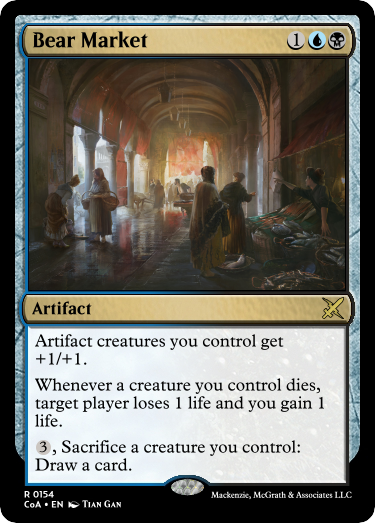 Bear Market 1
Artifact
Artifact creatures you control get
+1/+1.
Whenever a creature you control dies,
target player loses 1 life and you gain 1
life.
3, Sacrifice a creature you control:
Draw a card.
R 0154
CoA • EN Tian Gan
Mackenzie, McGrath & Associates LLC